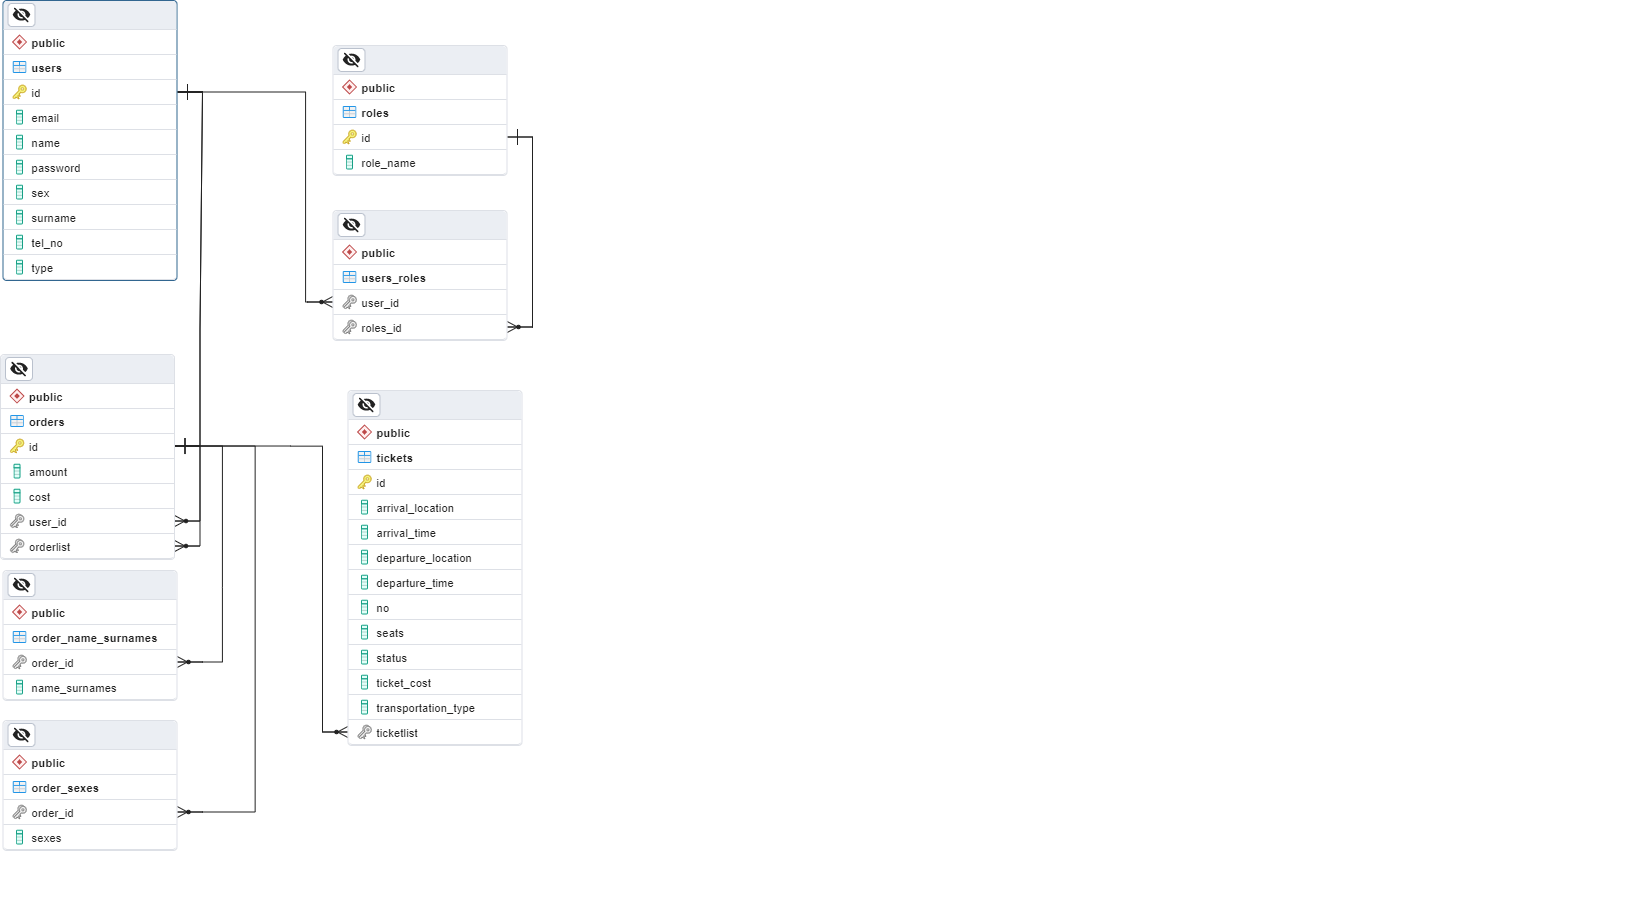 public
users
id
email
name
password
sex
surname
tel_no
type
public
roles
id
role_name
public
users_roles
user_id
roles_id
public
orders
id
amount
cost
user_id
orderlist
public
order_name_surnames
order_id
name_surnames
public
order_sexes
order_id
sexes
public
tickets
id
arrival_location
arrival_time
departure_location
departure_time
no
seats
status
ticket_cost
transportation_type
ticketlist